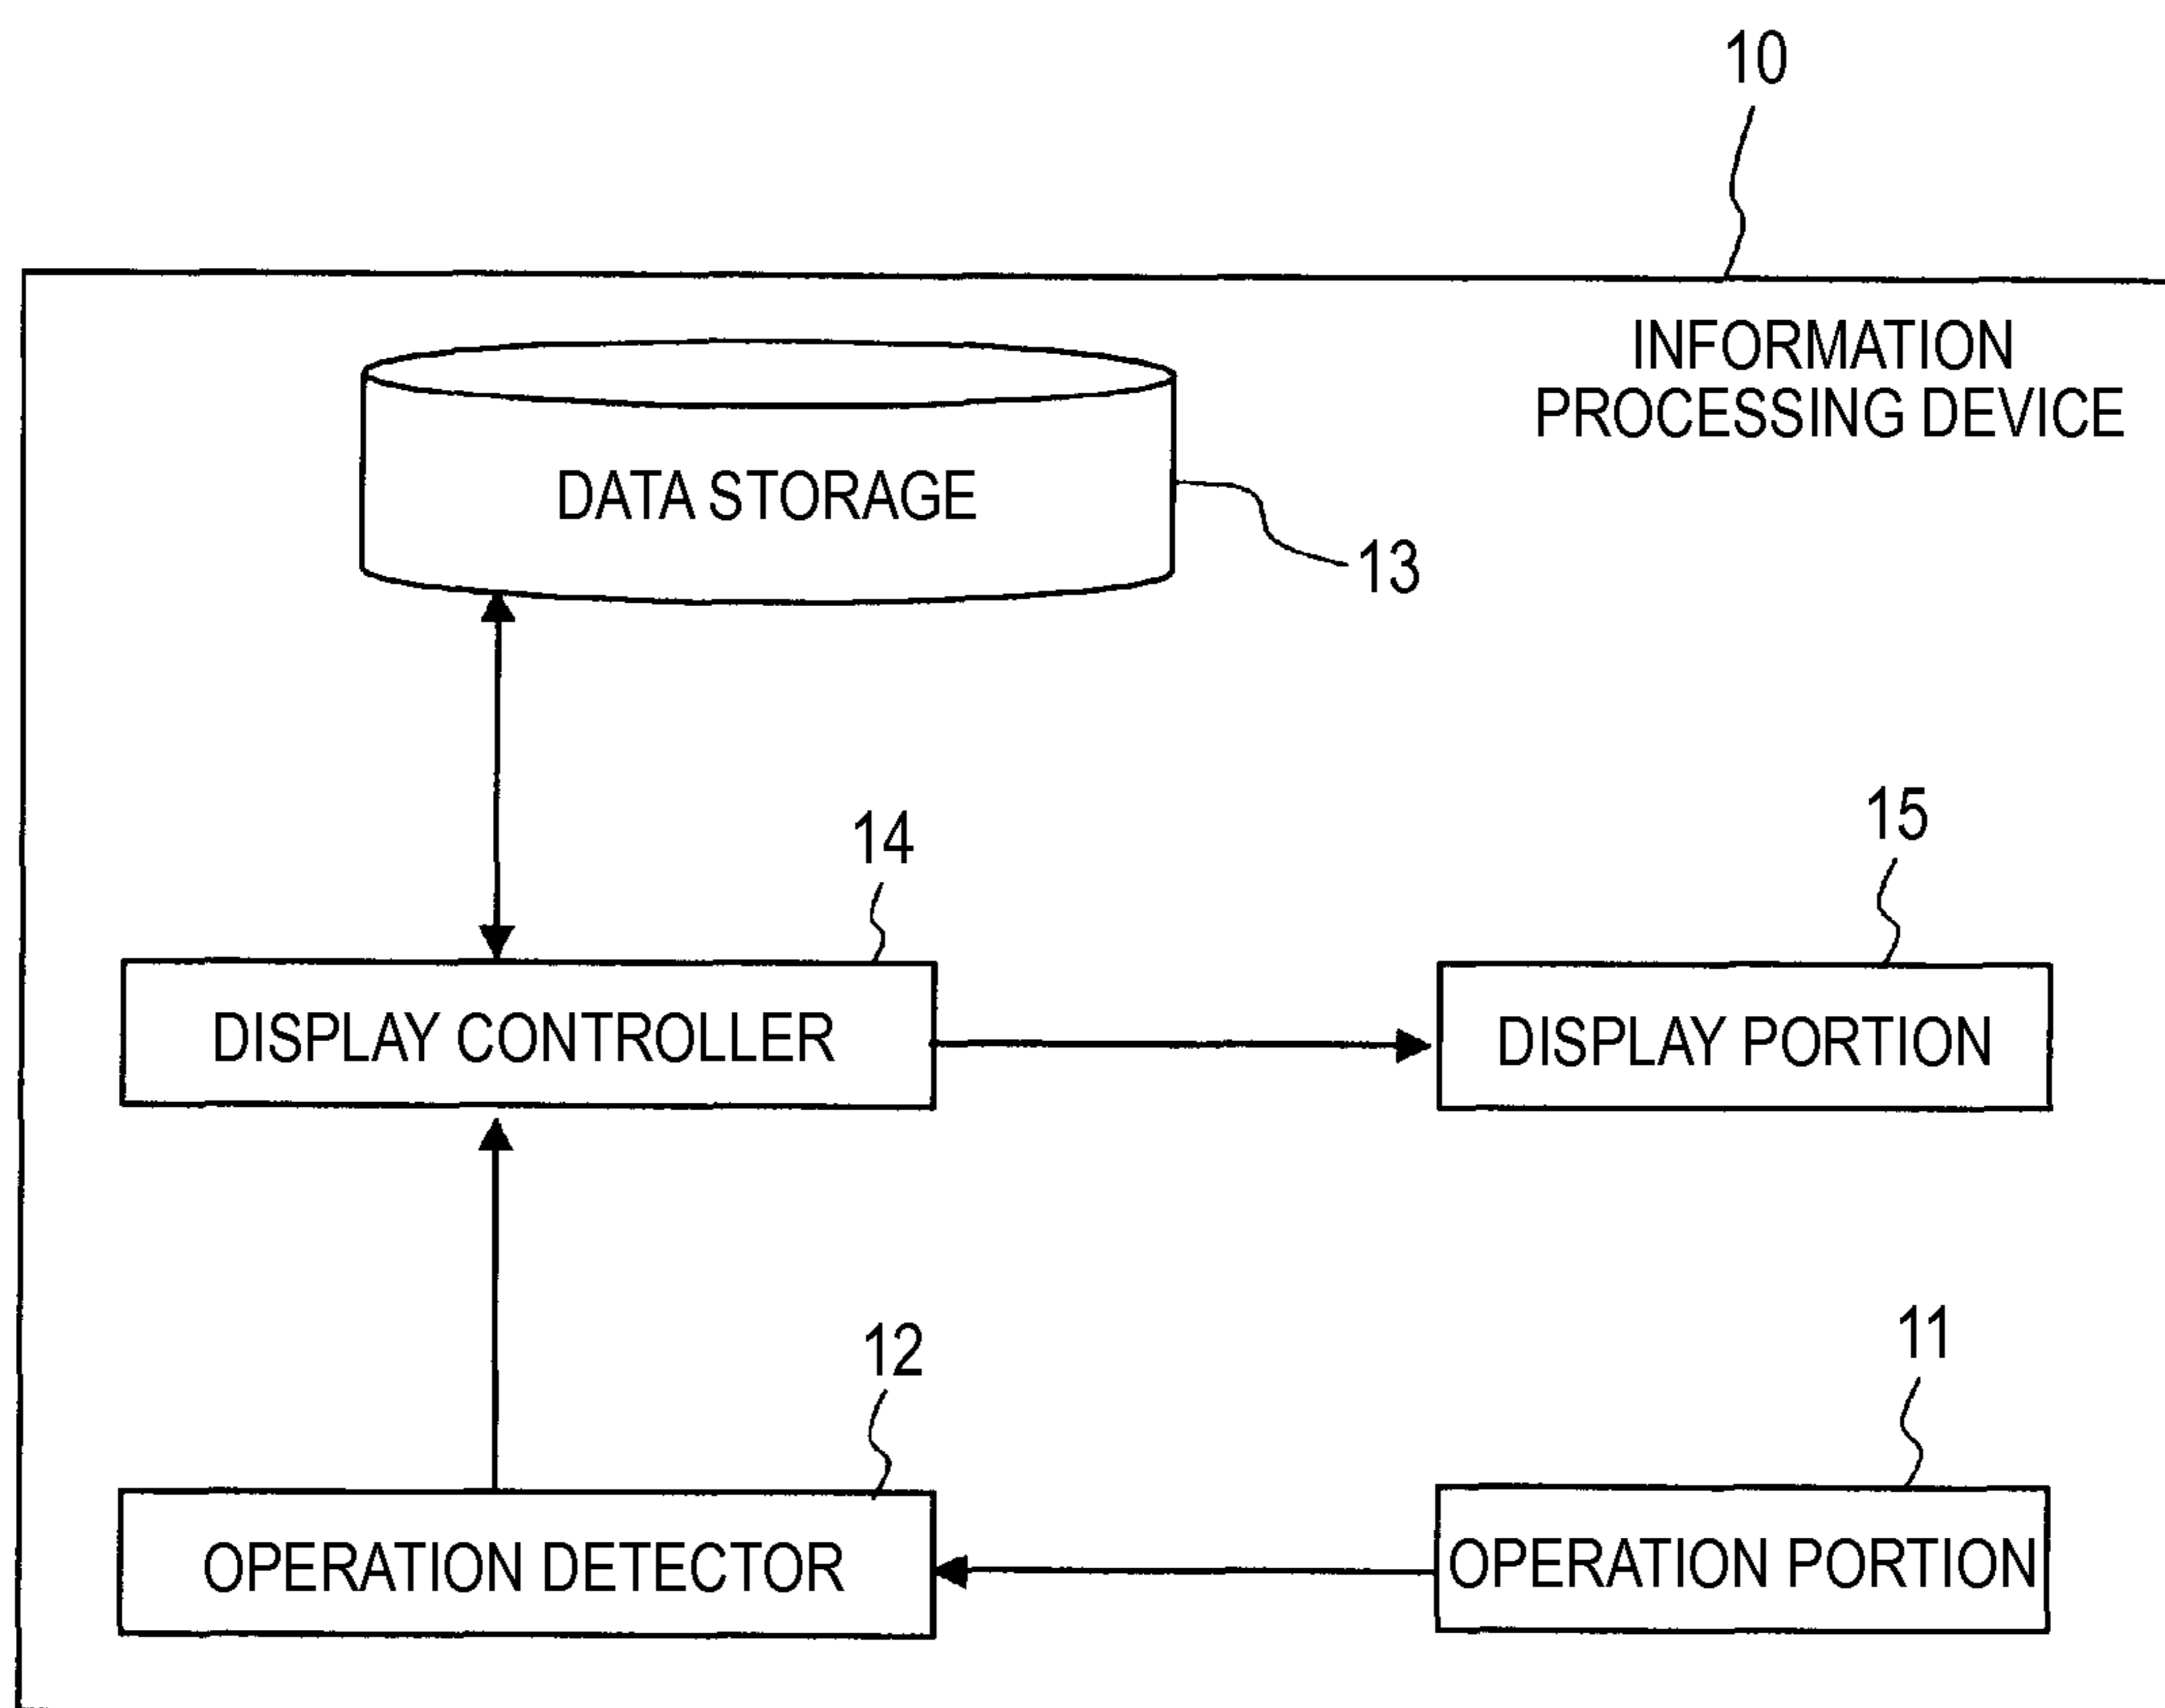 10
INFORMATION
PROCESSING DEVICE
DATA STORAGE
13
14
15
DISPLAY CONTROLLER
DISPLAY PORTION
12
11
OPERATION DETECTOR
OPERATION PORTION